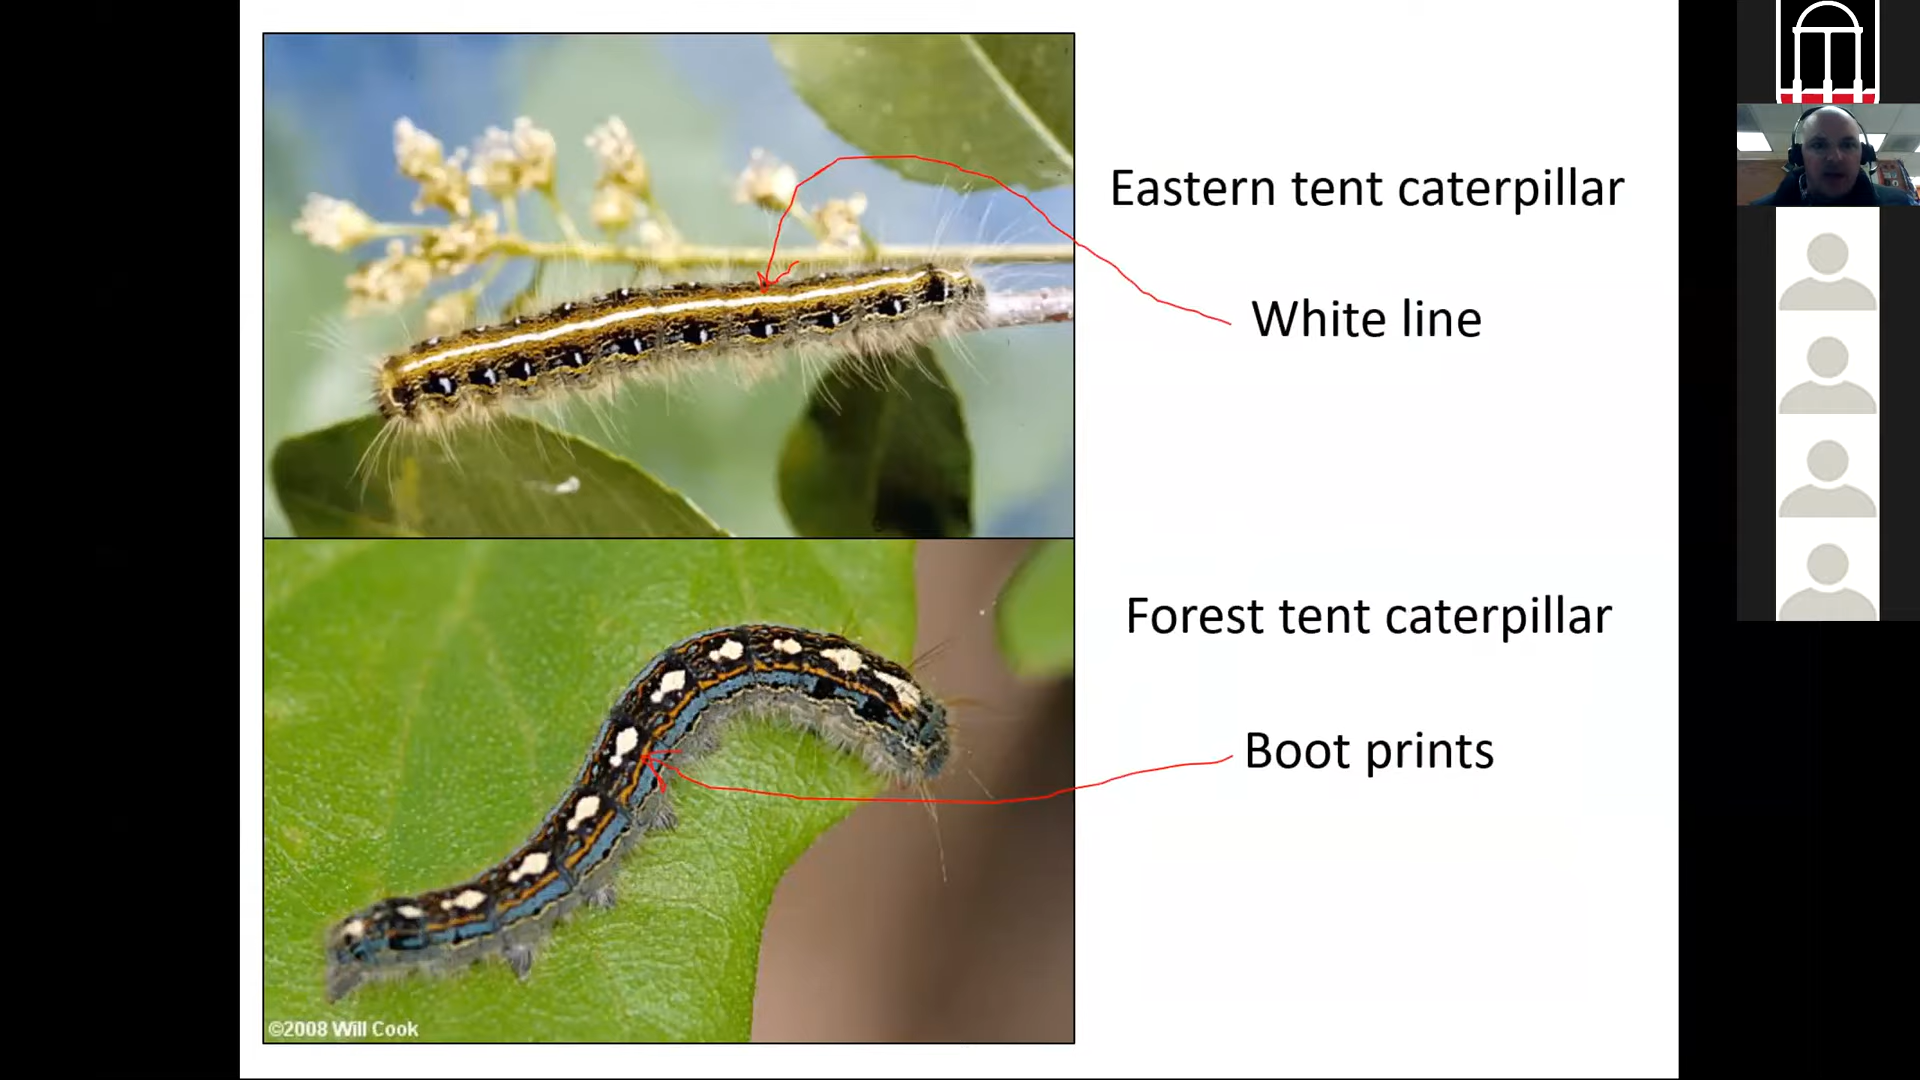 Eastern tent caterpillar
White line
Forest tent caterpillar
Boot prints
©2008 Will Cook